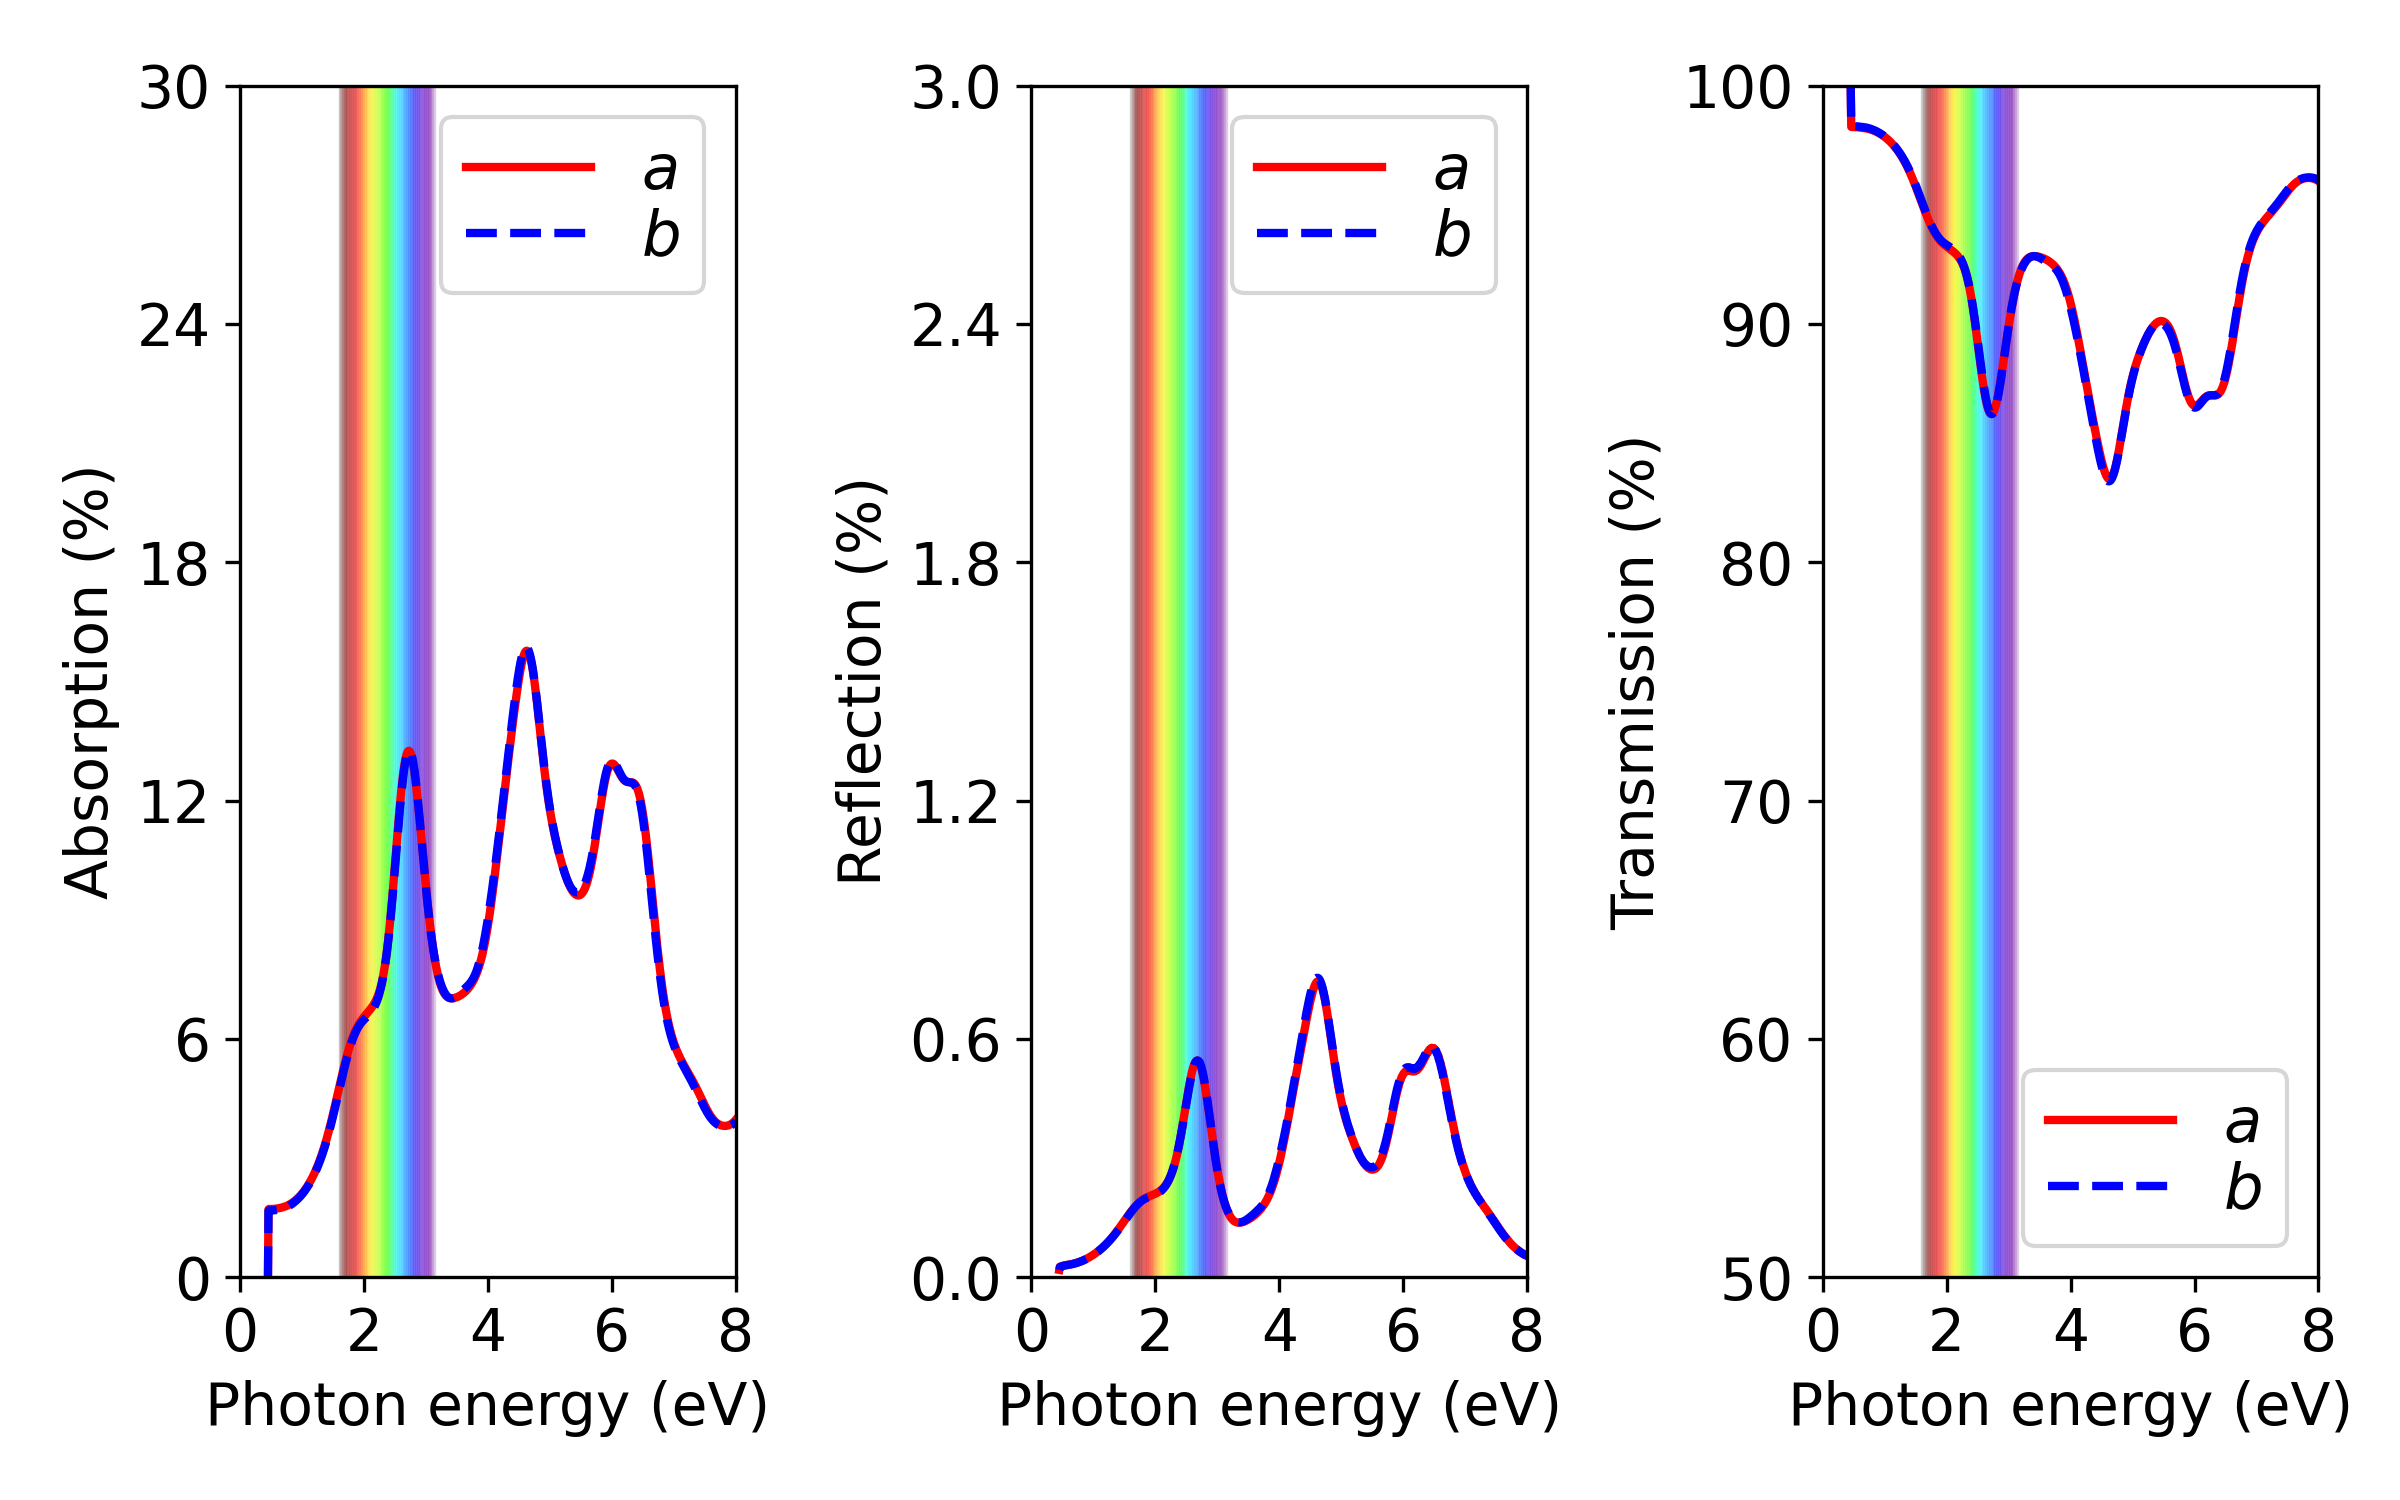 Absorption (%)
30
24
18
12
6
0
0 2 4 6 8
Photon energy (eV)
a
b
Reflection (%)
3.0
2.4
1.8
1.2
0.6
0.0
0 2 4 6 8
Photon energy (eV)
a
b
Transmission (%)
100
90
80
70
60
50
0 2 4 6 8
Photon energy (eV)
a
b